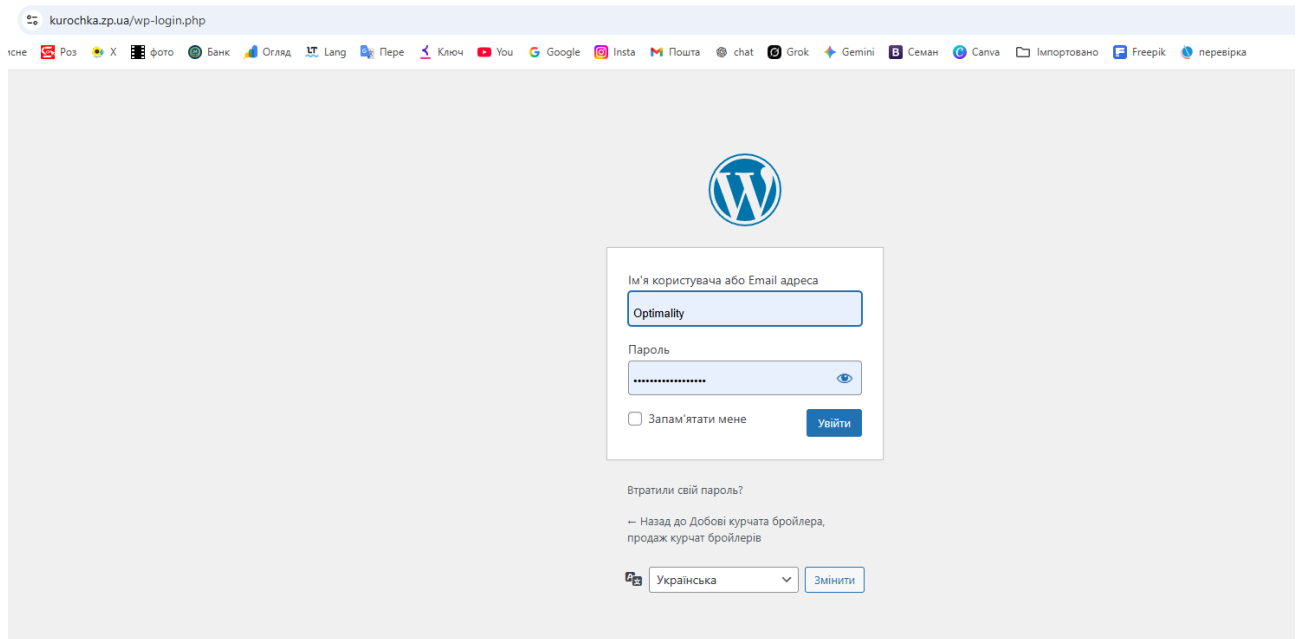 kurochka.zp.ua/wp-login.php
исне Роз X фото Банк Огляд Lang Пере Ключ You Google Insta Пошта chat Grok Gemini Семан Canva Імпортовано Freepik перевірка
Ім'я користувача або Email адреса
Optimality
Пароль
••••••••••••••••••
Запам'ятати мене
Увійти
Втратили свій пароль?
← Назад до Добові курчата бройлера,
продаж курчат бройлерів
Українська
Змінити